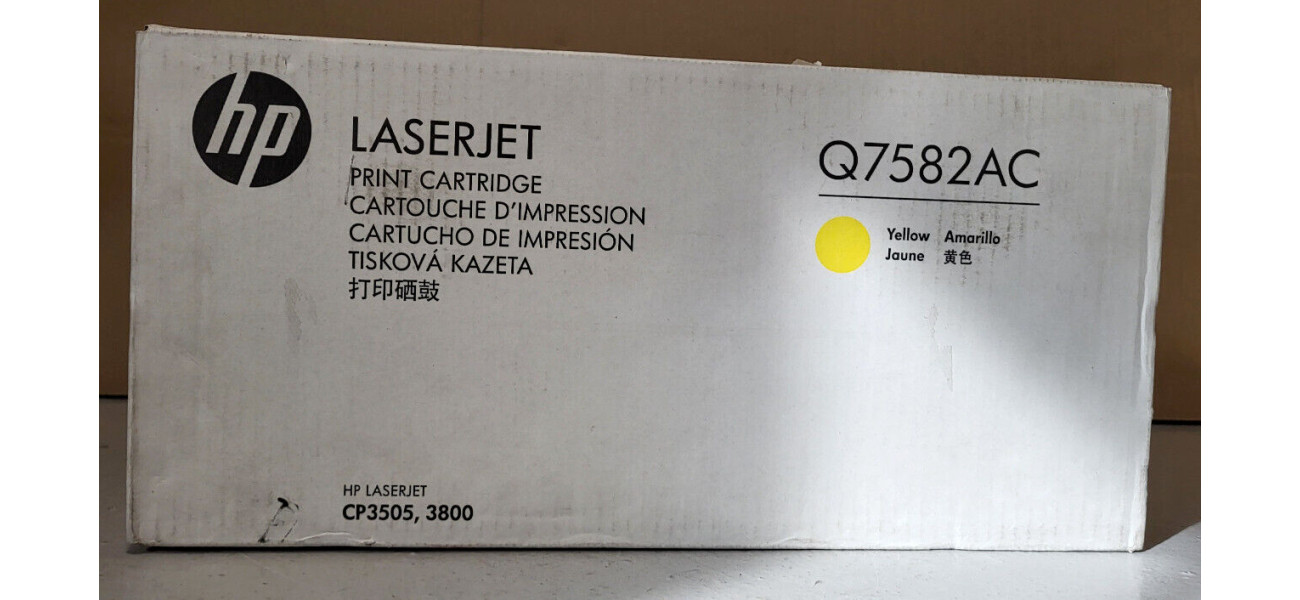 hp
LASERJET
PRINT CARTRIDGE
CARTOUCHE D'IMPRESSION
CARTUCHO DE IMPRESIÓN
TISKOVÁ KAZETA
打印硒鼓
Q7582AC
Yellow Amarillo
Jaune 黄色
HP LASERJET
CP3505, 3800